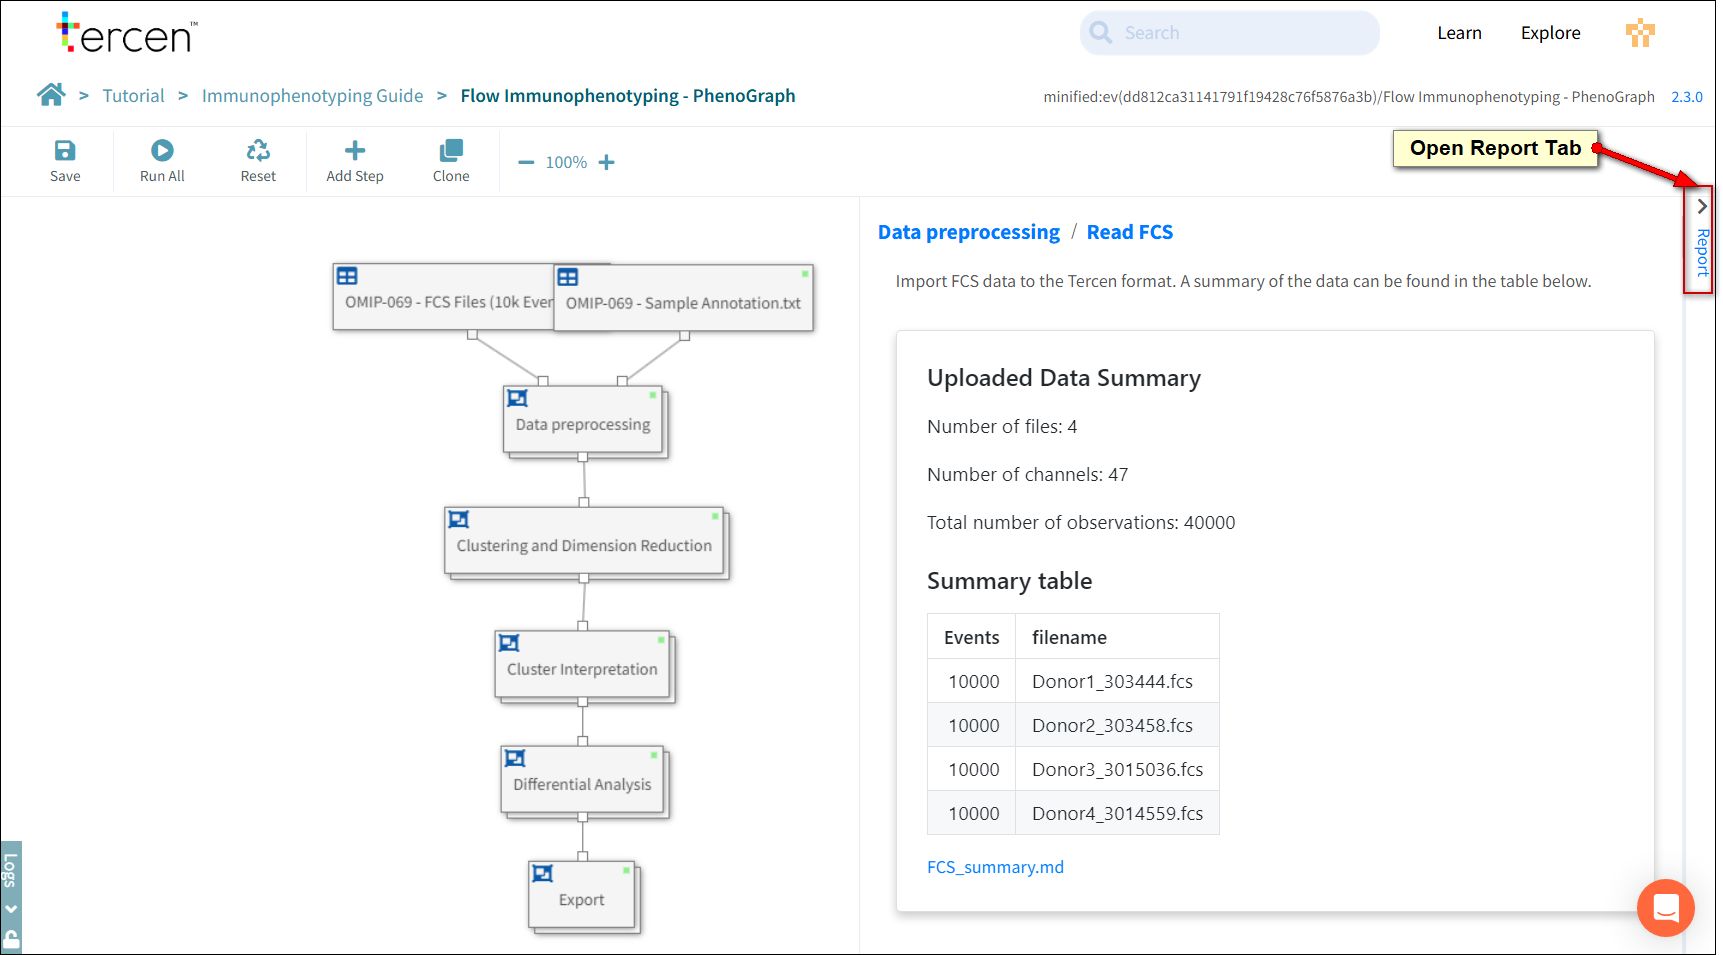 tercen™
Search
Learn
Explore
> Tutorial > Immunophenotyping Guide > Flow Immunophenotyping - PhenoGraph
minified:ev(dd812ca31141791f19428c76f5876a3b)/Flow Immunophenotyping - PhenoGraph 2.3.0
Save
Run All
Reset
Add Step
Clone
100%
Open Report Tab
Report
OMIP-069 - FCS Files (10k Even
OMIP-069 - Sample Annotation.txt
Data preprocessing
Clustering and Dimension Reduction
Cluster Interpretation
Differential Analysis
Export
Logs
Data preprocessing / Read FCS
Import FCS data to the Tercen format. A summary of the data can be found in the table below.
Uploaded Data Summary
Number of files: 4
Number of channels: 47
Total number of observations: 40000
Summary table
Events filename
10000 Donor1_303444.fcs
10000 Donor2_303458.fcs
10000 Donor3_3015036.fcs
10000 Donor4_3014559.fcs
FCS_summary.md